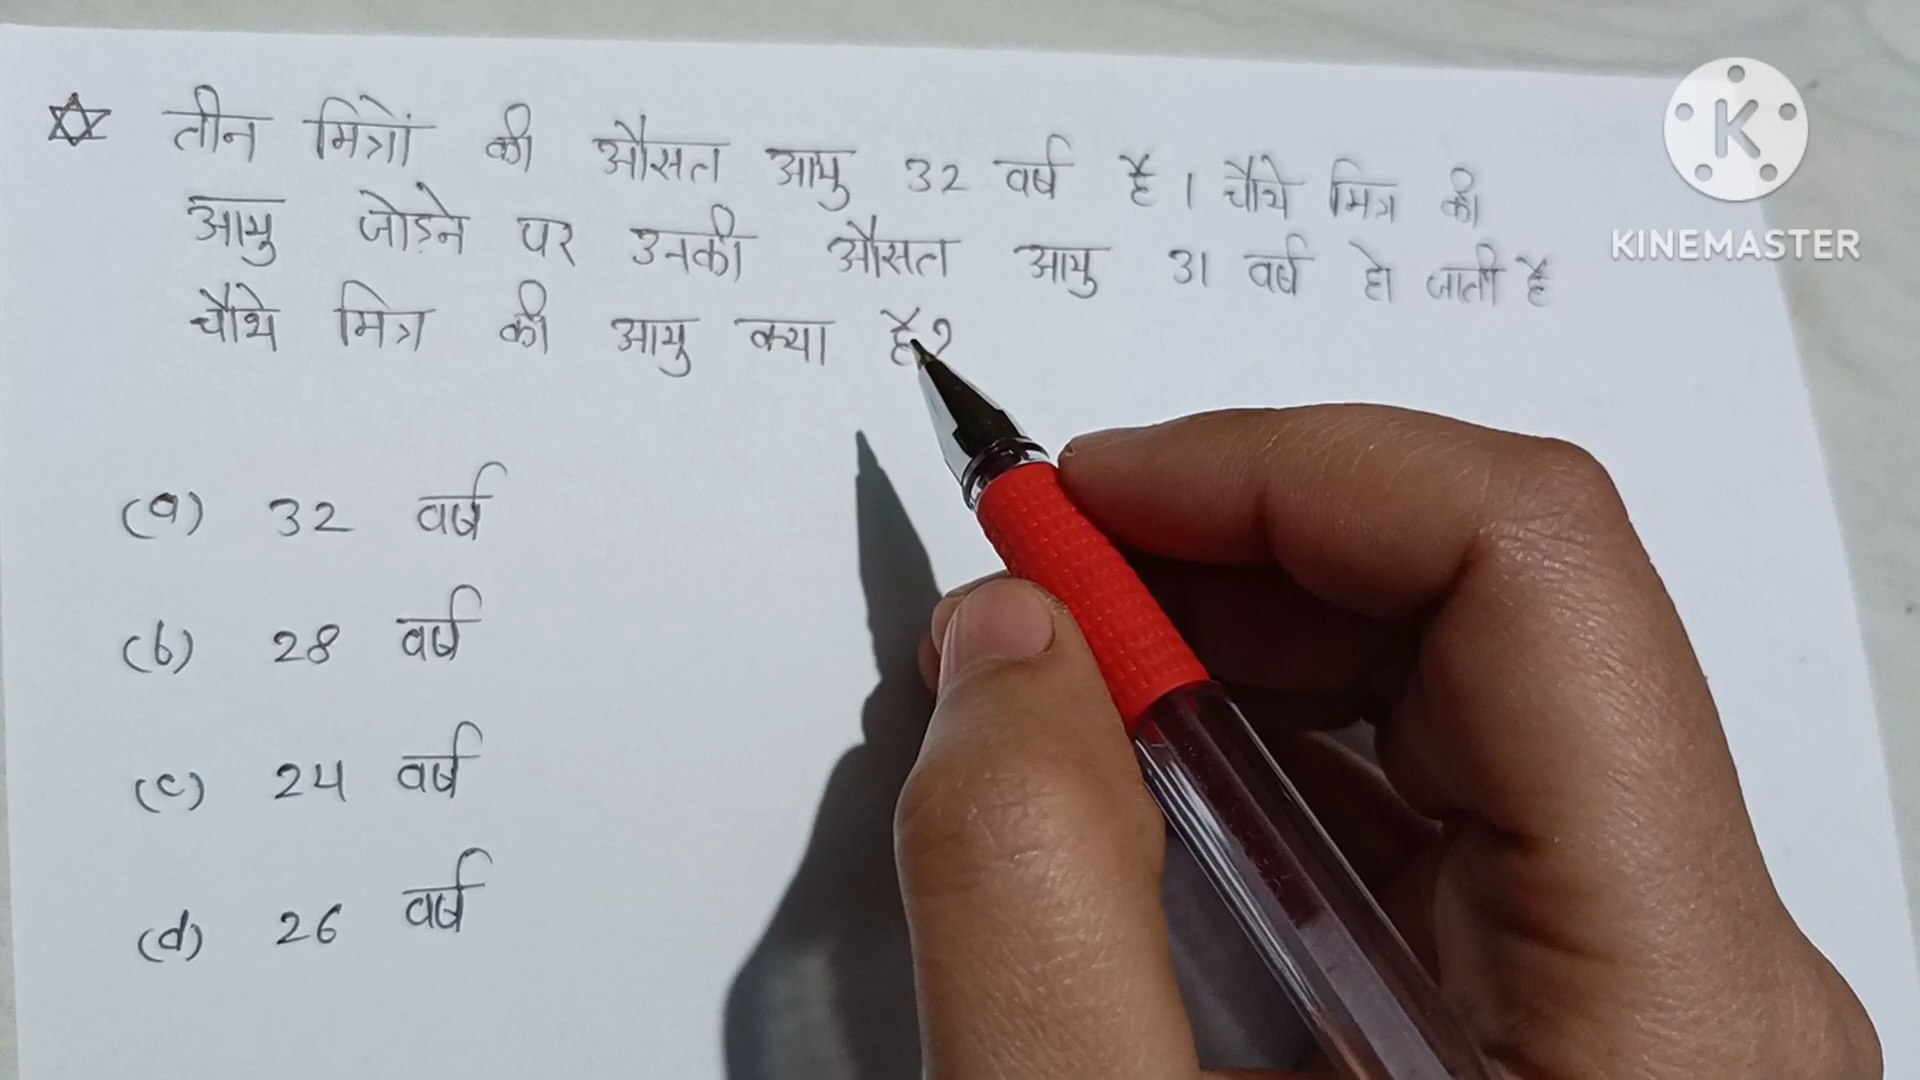 तीन मित्रों की औसत आयु 32 वर्ष है । चौथे मित्र की
आयु जोड़ने पर उनकी औसत आयु 31 वर्ष हो जाती है
चौथे मित्र की आयु क्या है?
(a) 32 वर्ष
(b) 28 वर्ष
(c) 24 वर्ष
(d) 26 वर्ष
K
KINEMASTER